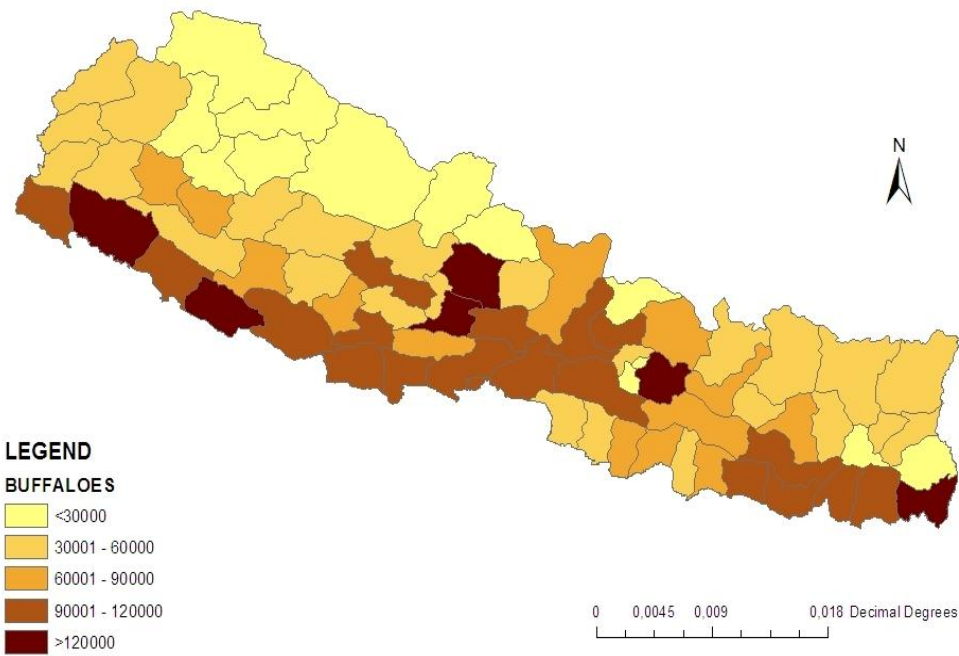 N
LEGEND
BUFFALOES
<30000
30001 - 60000
60001 - 90000
90001 - 120000
>120000
0 0,0045 0,009 0,018 Decimal Degrees